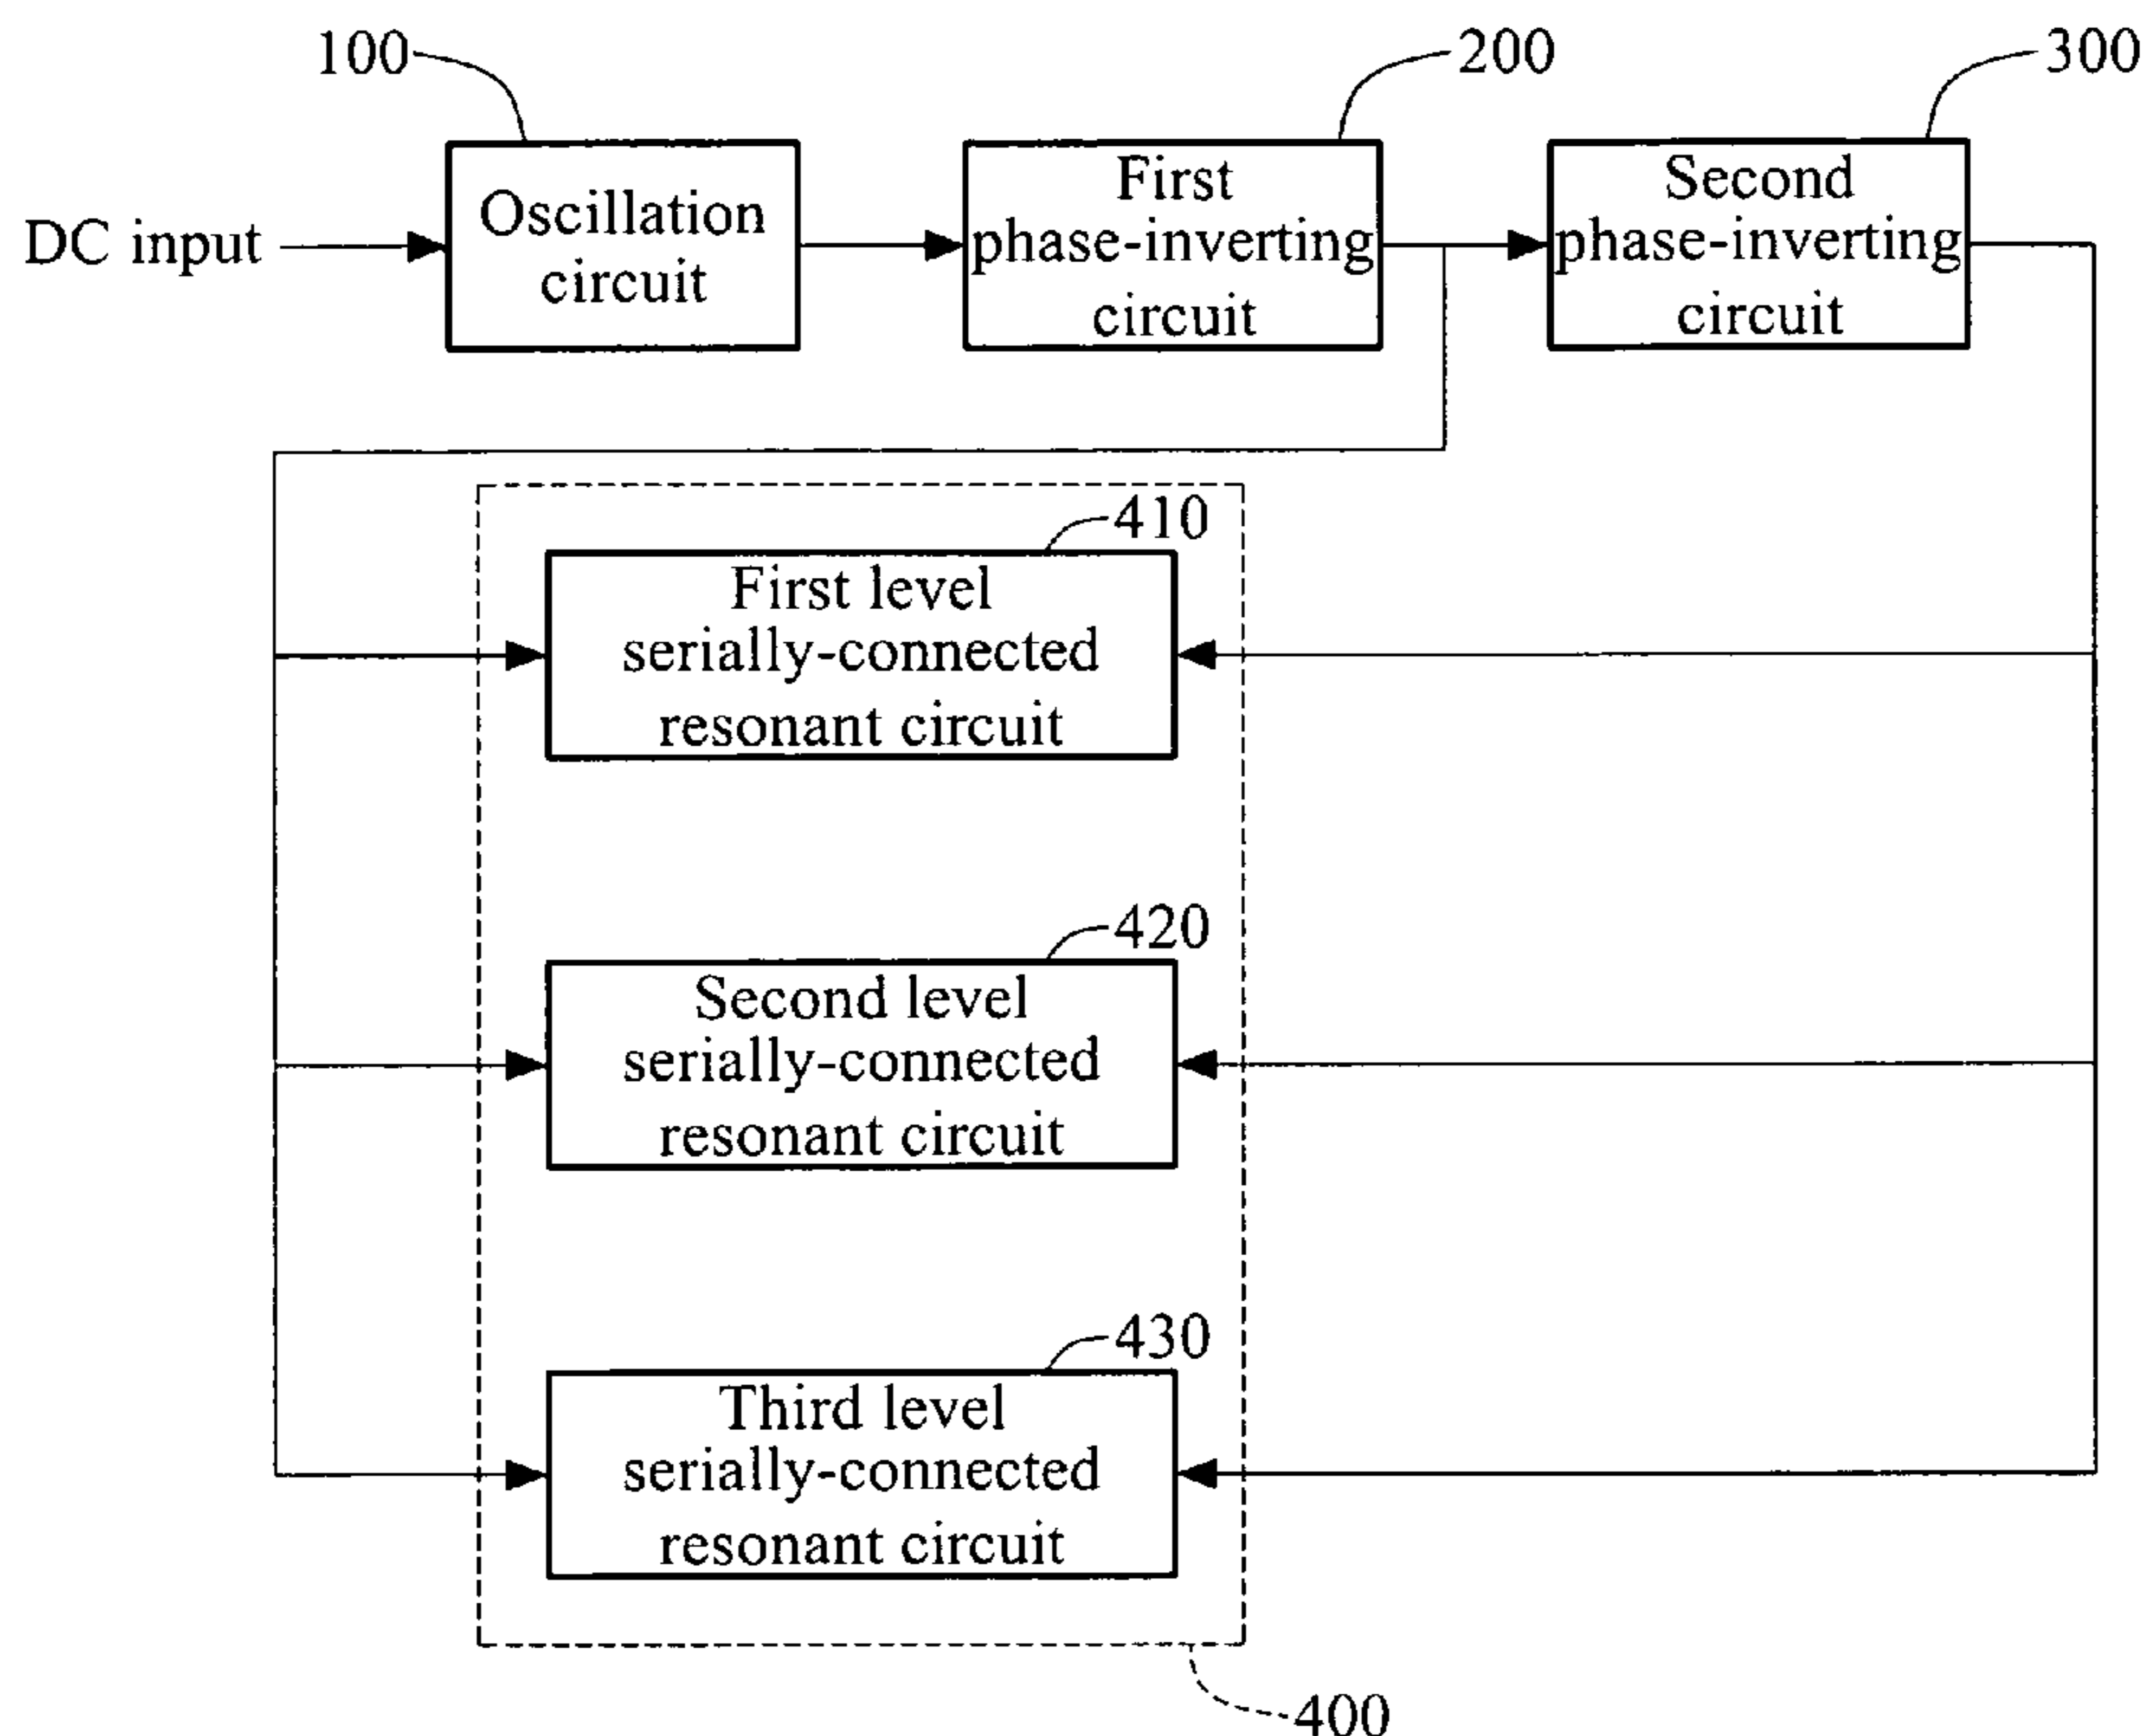 100
200
300
DC input
Oscillation
circuit
First
phase-inverting
circuit
Second
phase-inverting
circuit
410
First level
serially-connected
resonant circuit
420
Second level
serially-connected
resonant circuit
430
Third level
serially-connected
resonant circuit
400